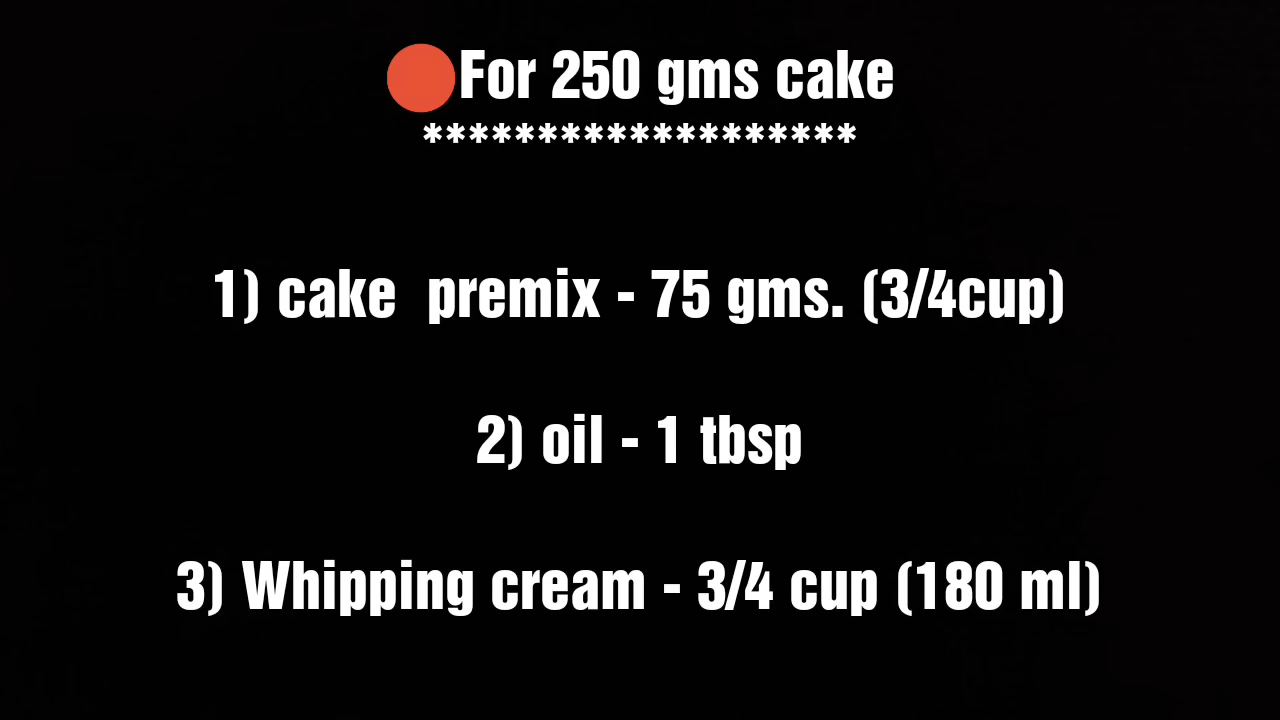 🔴For 250 gms cake
*******************
1) cake  premix - 75 gms. (3/4cup)
2) oil - 1 tbsp
3) Whipping cream - 3/4 cup (180 ml)